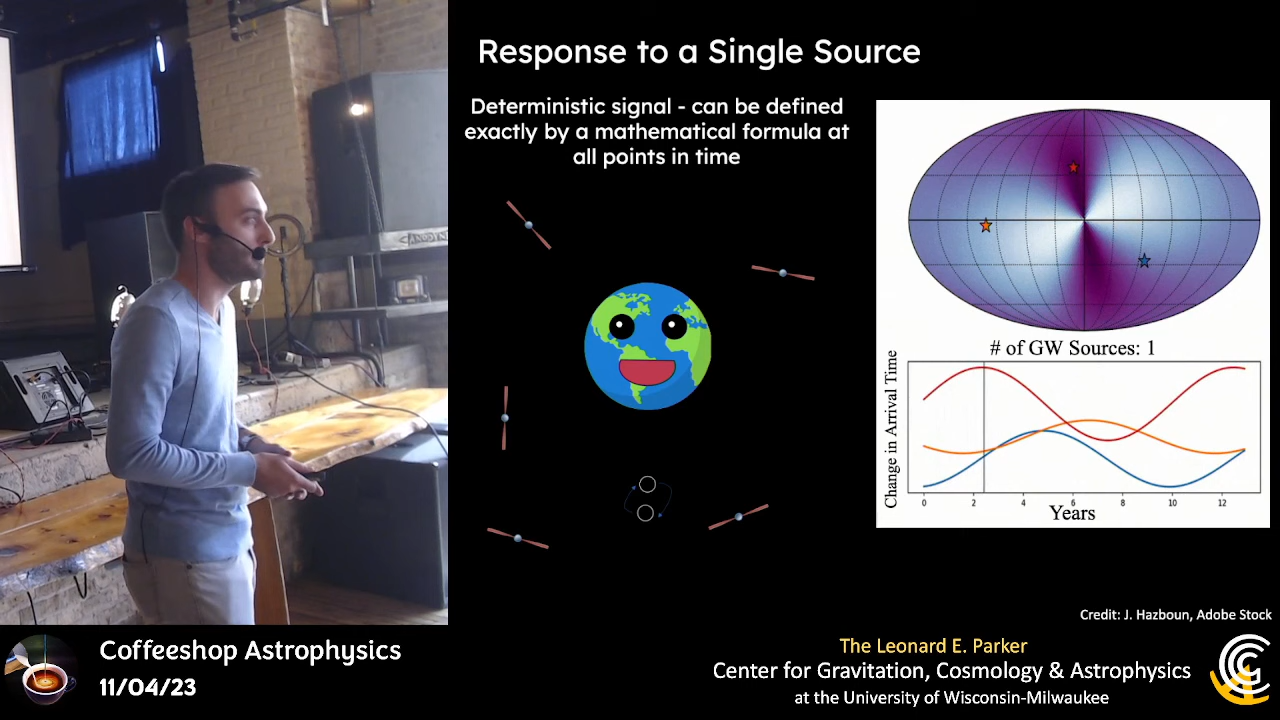 Response to a Single Source
Deterministic signal - can be defined
exactly by a mathematical formula at
all points in time
# of GW Sources: 1
Change in Arrival Time
0 2 4 6 8 10 12
Years
Credit: J. Hazboun, Adobe Stock
Coffeeshop Astrophysics
11/04/23
The Leonard E. Parker
Center for Gravitation, Cosmology & Astrophysics
at the University of Wisconsin-Milwaukee